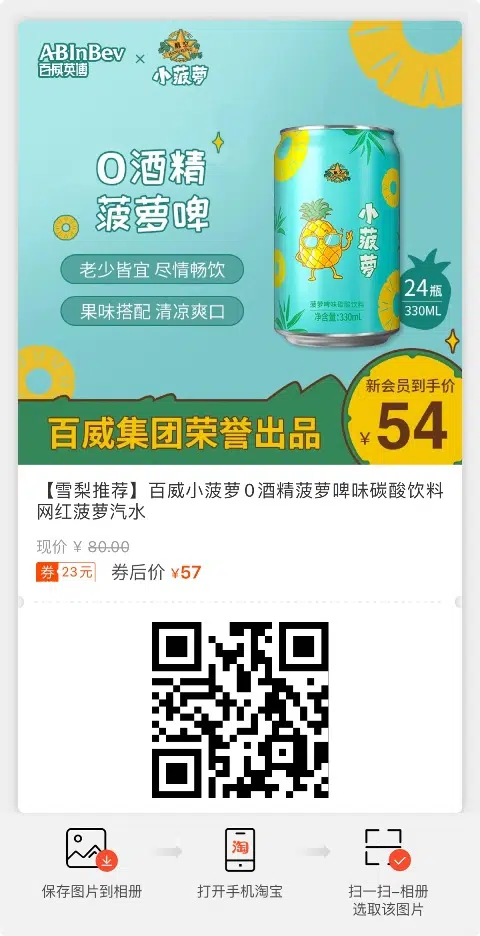 ABInBev
百威英博
×
小菠萝
0酒精
菠萝啤
老少皆宜 尽情畅饮
果味搭配 清凉爽口
小菠萝
菠萝啤味碳酸饮料
净含量:330mL
24瓶
330ML
新会员到手价
¥54
百威集团荣誉出品
【雪梨推荐】百威小菠萝0酒精菠萝啤味碳酸饮料
网红菠萝汽水
现价 ¥ 80.00
券 23元 券后价 ¥57
淘
保存图片到相册
打开手机淘宝
扫一扫-相册
选取该图片